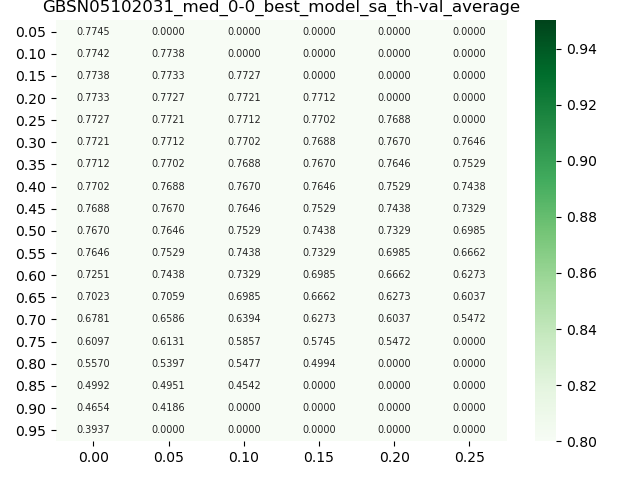 GBSN05102031_med_0-0_best_model_sa_th-val_average
0.05 0.7745 0.0000 0.0000 0.0000 0.0000 0.0000
0.10 0.7742 0.7738 0.0000 0.0000 0.0000 0.0000
0.15 0.7738 0.7733 0.7727 0.0000 0.0000 0.0000
0.20 0.7733 0.7727 0.7721 0.7712 0.0000 0.0000
0.25 0.7727 0.7721 0.7712 0.7702 0.7688 0.0000
0.30 0.7721 0.7712 0.7702 0.7688 0.7670 0.7646
0.35 0.7712 0.7702 0.7688 0.7670 0.7646 0.7529
0.40 0.7702 0.7688 0.7670 0.7646 0.7529 0.7438
0.45 0.7688 0.7670 0.7646 0.7529 0.7438 0.7329
0.50 0.7670 0.7646 0.7529 0.7438 0.7329 0.6985
0.55 0.7646 0.7529 0.7438 0.7329 0.6985 0.6662
0.60 0.7251 0.7438 0.7329 0.6985 0.6662 0.6273
0.65 0.7023 0.7059 0.6985 0.6662 0.6273 0.6037
0.70 0.6781 0.6586 0.6394 0.6273 0.6037 0.5472
0.75 0.6097 0.6131 0.5857 0.5745 0.5472 0.0000
0.80 0.5570 0.5397 0.5477 0.4994 0.0000 0.0000
0.85 0.4992 0.4951 0.4542 0.0000 0.0000 0.0000
0.90 0.4654 0.4186 0.0000 0.0000 0.0000 0.0000
0.95 0.3937 0.0000 0.0000 0.0000 0.0000 0.0000
0.00 0.05 0.10 0.15 0.20 0.25
0.94
0.92
0.90
0.88
0.86
0.84
0.82
0.80